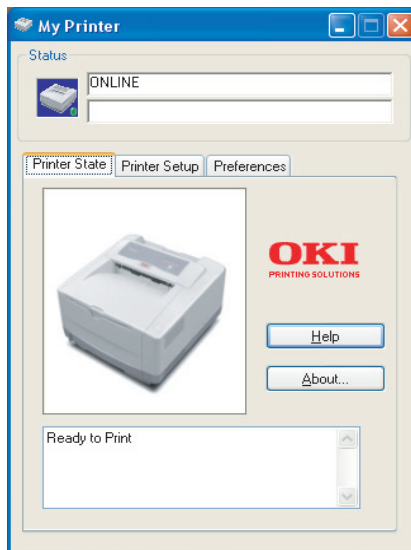 My Printer
Status
ONLINE
Printer State Printer Setup Preferences
OKI
PRINTING SOLUTIONS
Help
About...
Ready to Print